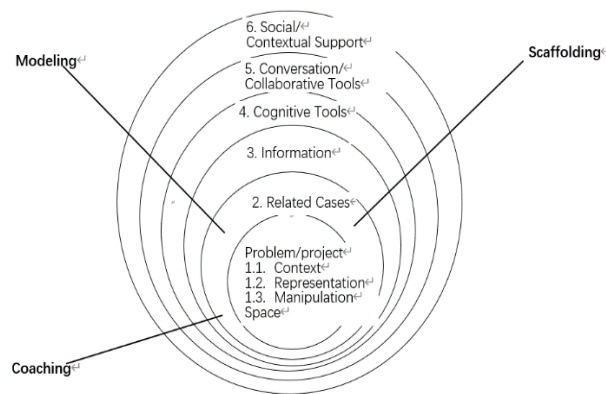 6. Social/
Contextual Support↵
Modeling↵
Scaffolding↵
5. Conversation/
Collaborative Tools↵
4. Cognitive Tools↵
3. Information↵
2. Related Cases↵
Problem/project
1.1. Context↵
1.2. Representation↵
1.3. Manipulation
Space↵
Coaching↵